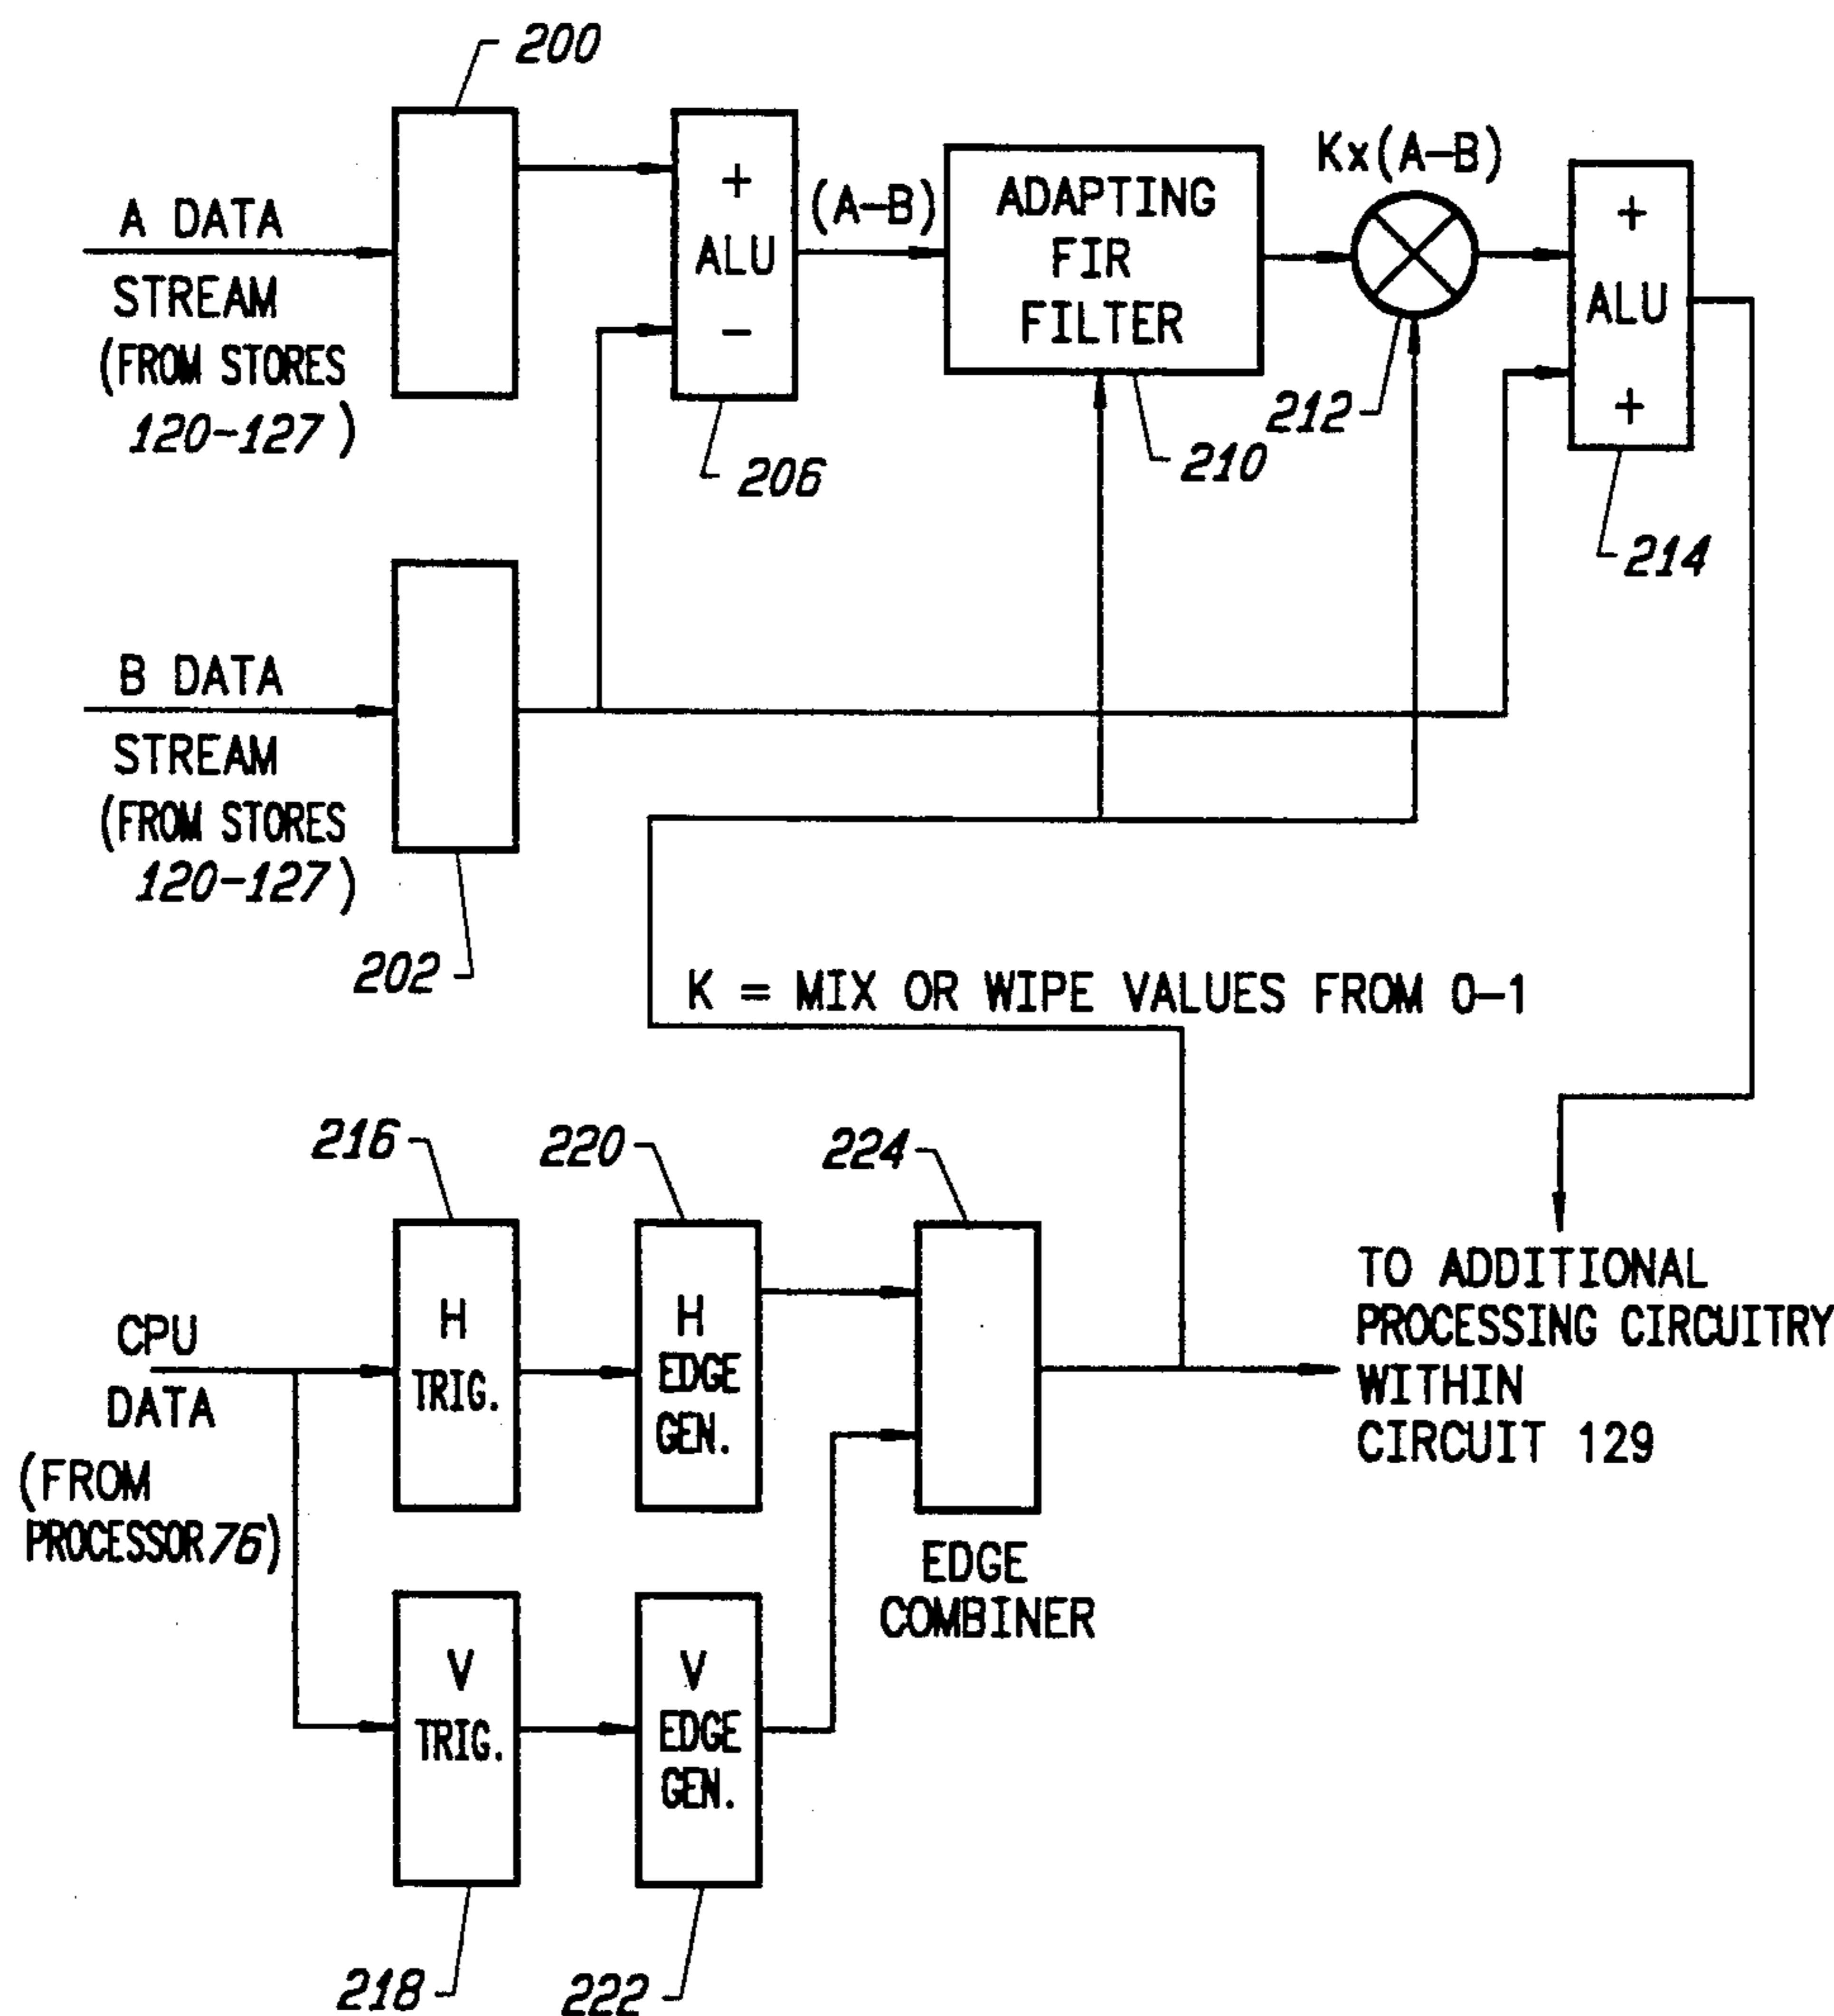 200
A DATA
STREAM
(FROM STORES
120-127)
+
ALU
-
206
(A-B)
ADAPTING
FIR
FILTER
210
Kx(A-B)
212
+
ALU
+
214
B DATA
STREAM
(FROM STORES
120-127)
202
K = MIX OR WIPE VALUES FROM 0-1
216
220
224
CPU
DATA
(FROM
PROCESSOR 76)
H
TRIG.
H
EDGE
GEN.
EDGE
COMBINER
TO ADDITIONAL
PROCESSING CIRCUITRY
WITHIN
CIRCUIT 129
V
TRIG.
V
EDGE
GEN.
218
222